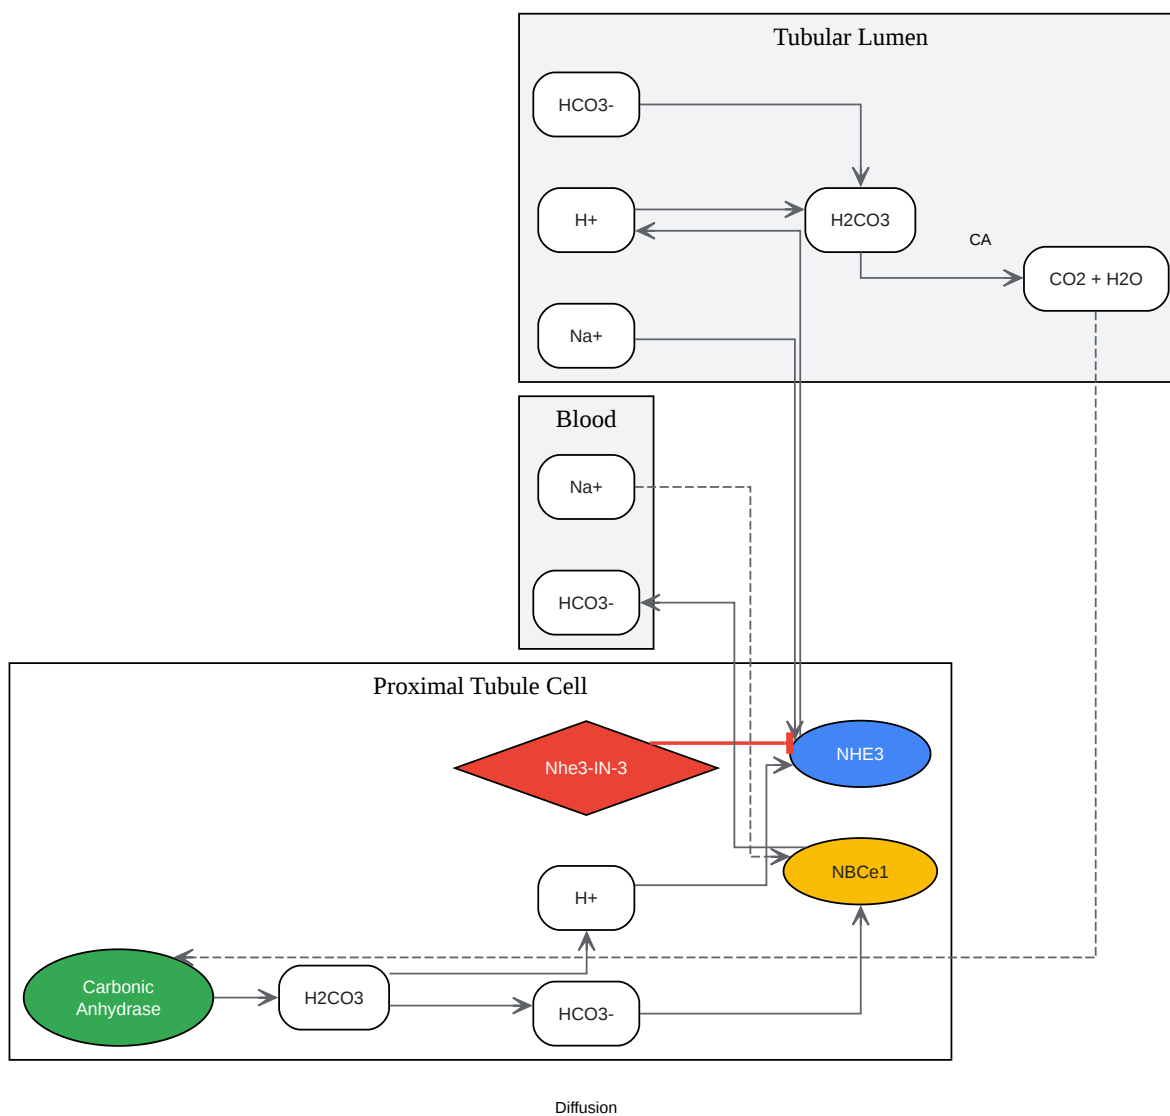 Tubular Lumen
HCO3-
H+
H2CO3
CA
CO2 + H2O
Na+
Blood
Na+
HCO3-
Proximal Tubule Cell
Nhe3-IN-3
NHE3
NBCe1
H+
Carbonic
Anhydrase
H2CO3
HCO3-
Diffusion